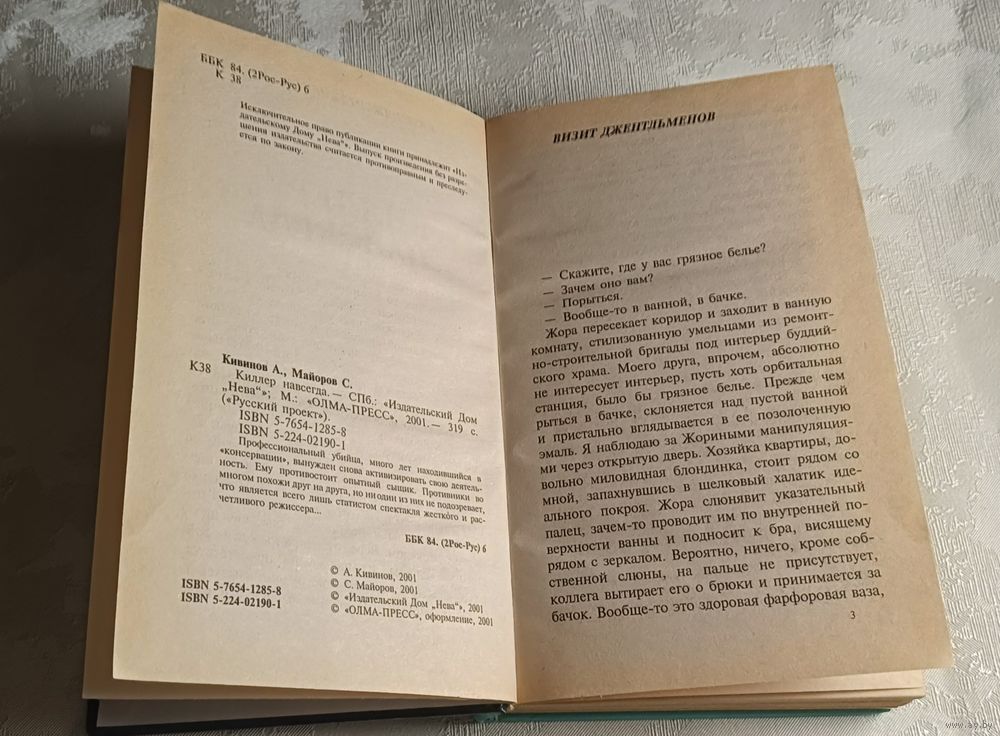 ББК 84. (2Рос-Рус) 6
К 38
Исключительное право публикации книги принадлежит «Из-
дательскому Дому „Нева“». Выпуск произведения без разре-
шения издательства считается противоправным и преследу-
ется по закону.
Кивинов А., Майоров С.
К38 Киллер навсегда. — СПб.: «Издательский Дом
„Нева“»; М.: «ОЛМА-ПРЕСС», 2001. — 319 с.
(«Русский проект»).
ISBN 5-7654-1285-8
ISBN 5-224-02190-1
Профессиональный убийца, много лет находившийся в
«консервации», вынужден снова активизировать свою деятель-
ность. Ему противостоит опытный сыщик. Противники во
многом похожи друг на друга, но ни один из них не подозревает,
что является всего лишь статистом спектакля жесткого и рас-
четливого режиссера...
ББК 84. (2Рос-Рус) 6
© А. Кивинов, 2001
© С. Майоров, 2001
ISBN 5-7654-1285-8 © «Издательский Дом „Нева“», 2001
ISBN 5-224-02190-1 © «ОЛМА-ПРЕСС», оформление, 2001
ВИЗИТ ДЖЕНТЛЬМЕНОВ
— Скажите, где у вас грязное белье?
— Зачем оно вам?
— Порыться.
— Вообще-то в ванной, в бачке.
Жора пересекает коридор и заходит в ванную
комнату, стилизованную умельцами из ремонт-
но-строительной бригады под интерьер буддий-
ского храма. Моего друга, впрочем, абсолютно
не интересует интерьер, пусть хоть орбитальная
станция, было бы грязное белье. Прежде чем
рыться в бачке, склоняется над пустой ванной
и пристально вглядывается в ее позолоченную
эмаль. Я наблюдаю за Жориными манипуляция-
ми через открытую дверь. Хозяйка квартиры, до-
вольно миловидная блондинка, стоит рядом со
мной, запахнувшись в шелковый халатик иде-
ального покроя. Жора слюнявит указательный
палец, зачем-то проводит им по внутренней по-
верхности ванны и подносит к бра, висящему
рядом с зеркалом. Вероятно, ничего, кроме соб-
ственной слюны, на пальце не присутствует,
коллега вытирает его о брюки и принимается за
бачок. Вообще-то это здоровая фарфоровая ваза,
3
www.ay.by